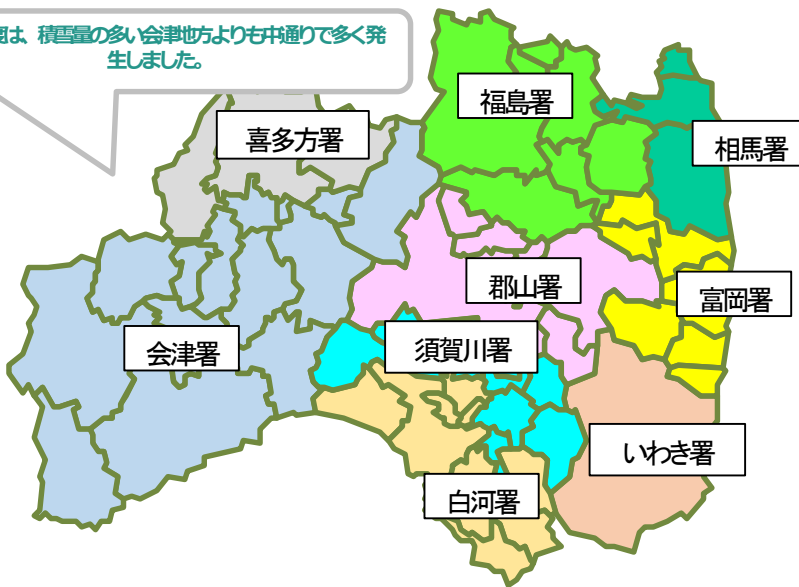 は、積雪量の多い会津地方よりも中通りで多く発
生しました。
福島署
喜多方署
相馬署
郡山署
富岡署
須賀川署
会津署
いわき署
白河署